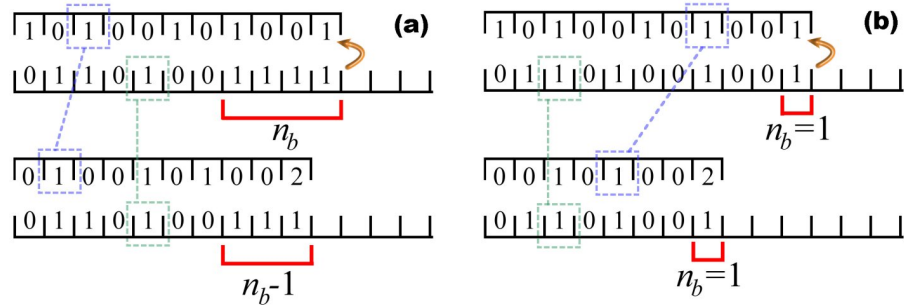 1 0 1 0 0 1 0 1 0 0 1 (a)
0 1 1 0 1 0 0 1 1 1 1
n_b
0 1 0 0 1 0 1 0 0 2
0 1 1 0 1 0 0 1 1 1
n_b-1
1 0 1 0 0 1 0 1 0 0 1 (b)
0 1 1 0 1 0 0 1 0 0 1
n_b=1
0 0 1 0 1 0 0 2
0 1 1 0 1 0 0 1
n_b=1